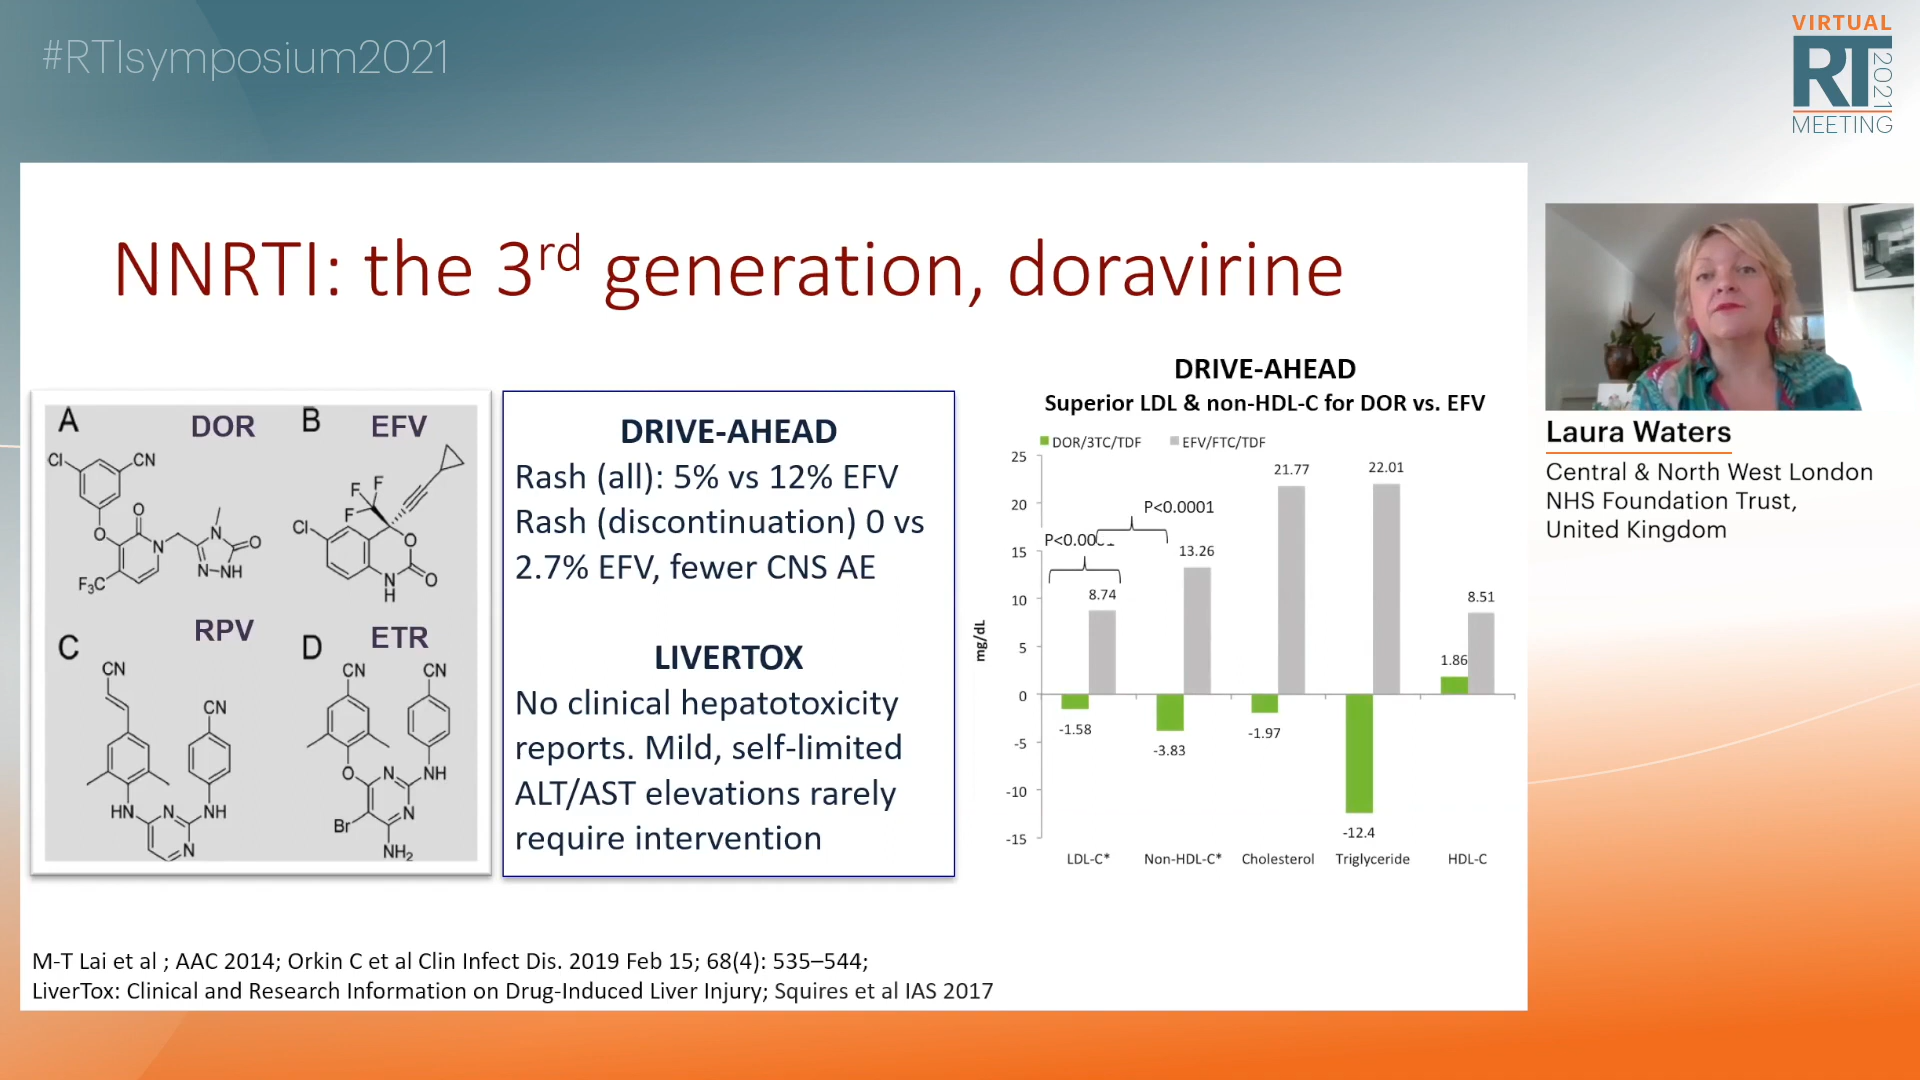 #RTIsymposium2021
VIRTUAL
RT
2021
MEETING
NNRTI: the 3rd generation, doravirine
A
DOR
B
EFV
Cl
CN
O
O
N
N
N
NH
O
F3C
F
F
F
Cl
O
N
H
O
C
RPV
D
ETR
CN
CN
HN
N
NH
N
CN
CN
O
N
NH
Br
N
NH2
DRIVE-AHEAD
Rash (all): 5% vs 12% EFV
Rash (discontinuation) 0 vs
2.7% EFV, fewer CNS AE
LIVERTOX
No clinical hepatotoxicity
reports. Mild, self-limited
ALT/AST elevations rarely
require intervention
DRIVE-AHEAD
Superior LDL & non-HDL-C for DOR vs. EFV
DOR/3TC/TDF EFV/FTC/TDF
mg/dL
25
20
15
10
5
0
-5
-10
-15
P<0.0001
8.74
13.26
21.77
22.01
8.51
-1.58
-3.83
-1.97
-12.4
1.86
LDL-C* Non-HDL-C* Cholesterol Triglyceride HDL-C
M-T Lai et al ; AAC 2014; Orkin C et al Clin Infect Dis. 2019 Feb 15; 68(4): 535–544;
LiverTox: Clinical and Research Information on Drug-Induced Liver Injury; Squires et al IAS 2017
Laura Waters
Central & North West London
NHS Foundation Trust,
United Kingdom